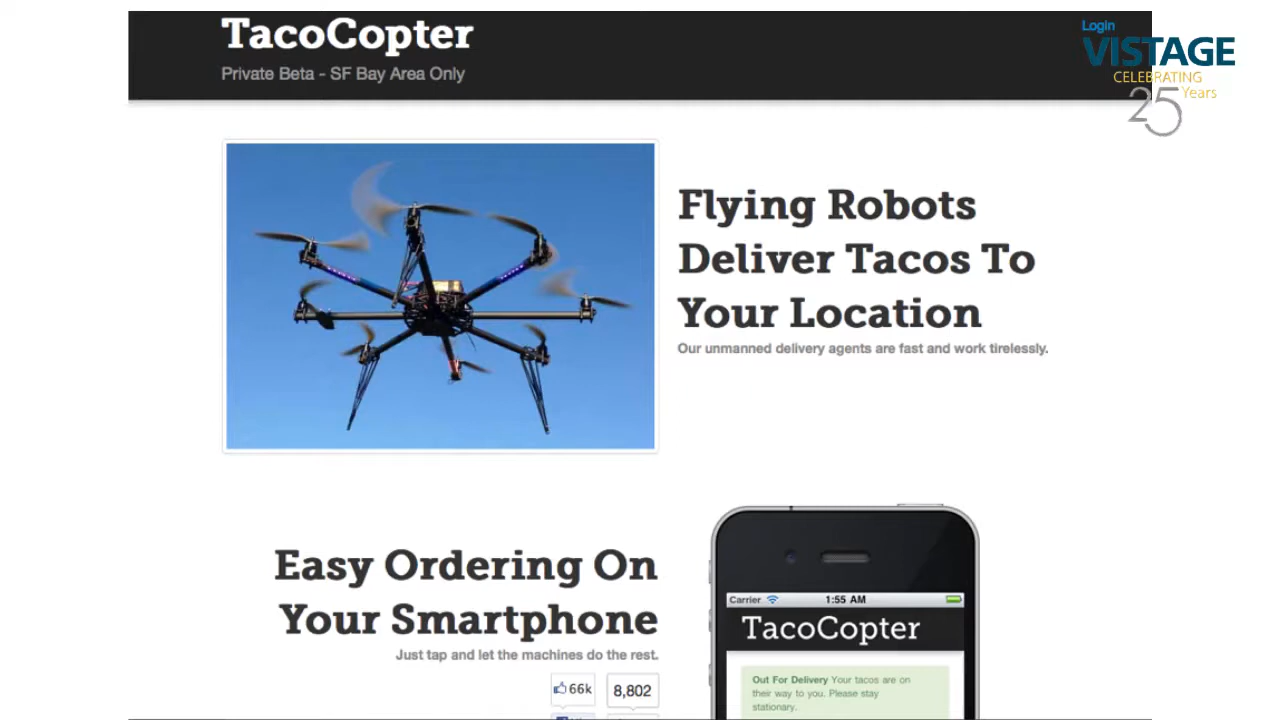 TacoCopter
Private Beta - SF Bay Area Only
Login
VISTAGE
CELEBRATING
25 Years
Flying Robots
Deliver Tacos To
Your Location
Our unmanned delivery agents are fast and work tirelessly.
Easy Ordering On
Your Smartphone
Just tap and let the machines do the rest.
66k
8,802
Carrier
1:55 AM
TacoCopter
Out For Delivery Your tacos are on
their way to you. Please stay
stationary.